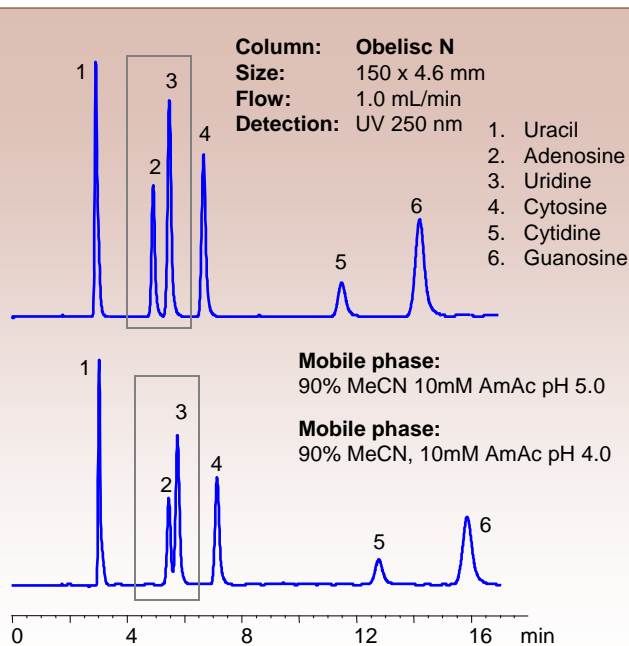 Column: Obelisc N
Size: 150 x 4.6 mm
Flow: 1.0 mL/min
Detection: UV 250 nm
1. Uracil
2. Adenosine
3. Uridine
4. Cytosine
5. Cytidine
6. Guanosine
1
2
3
4
5
6
Mobile phase:
90% MeCN 10mM AmAc pH 5.0
Mobile phase:
90% MeCN, 10mM AmAc pH 4.0
1
2
3
4
5
6
0 4 8 12 16 min